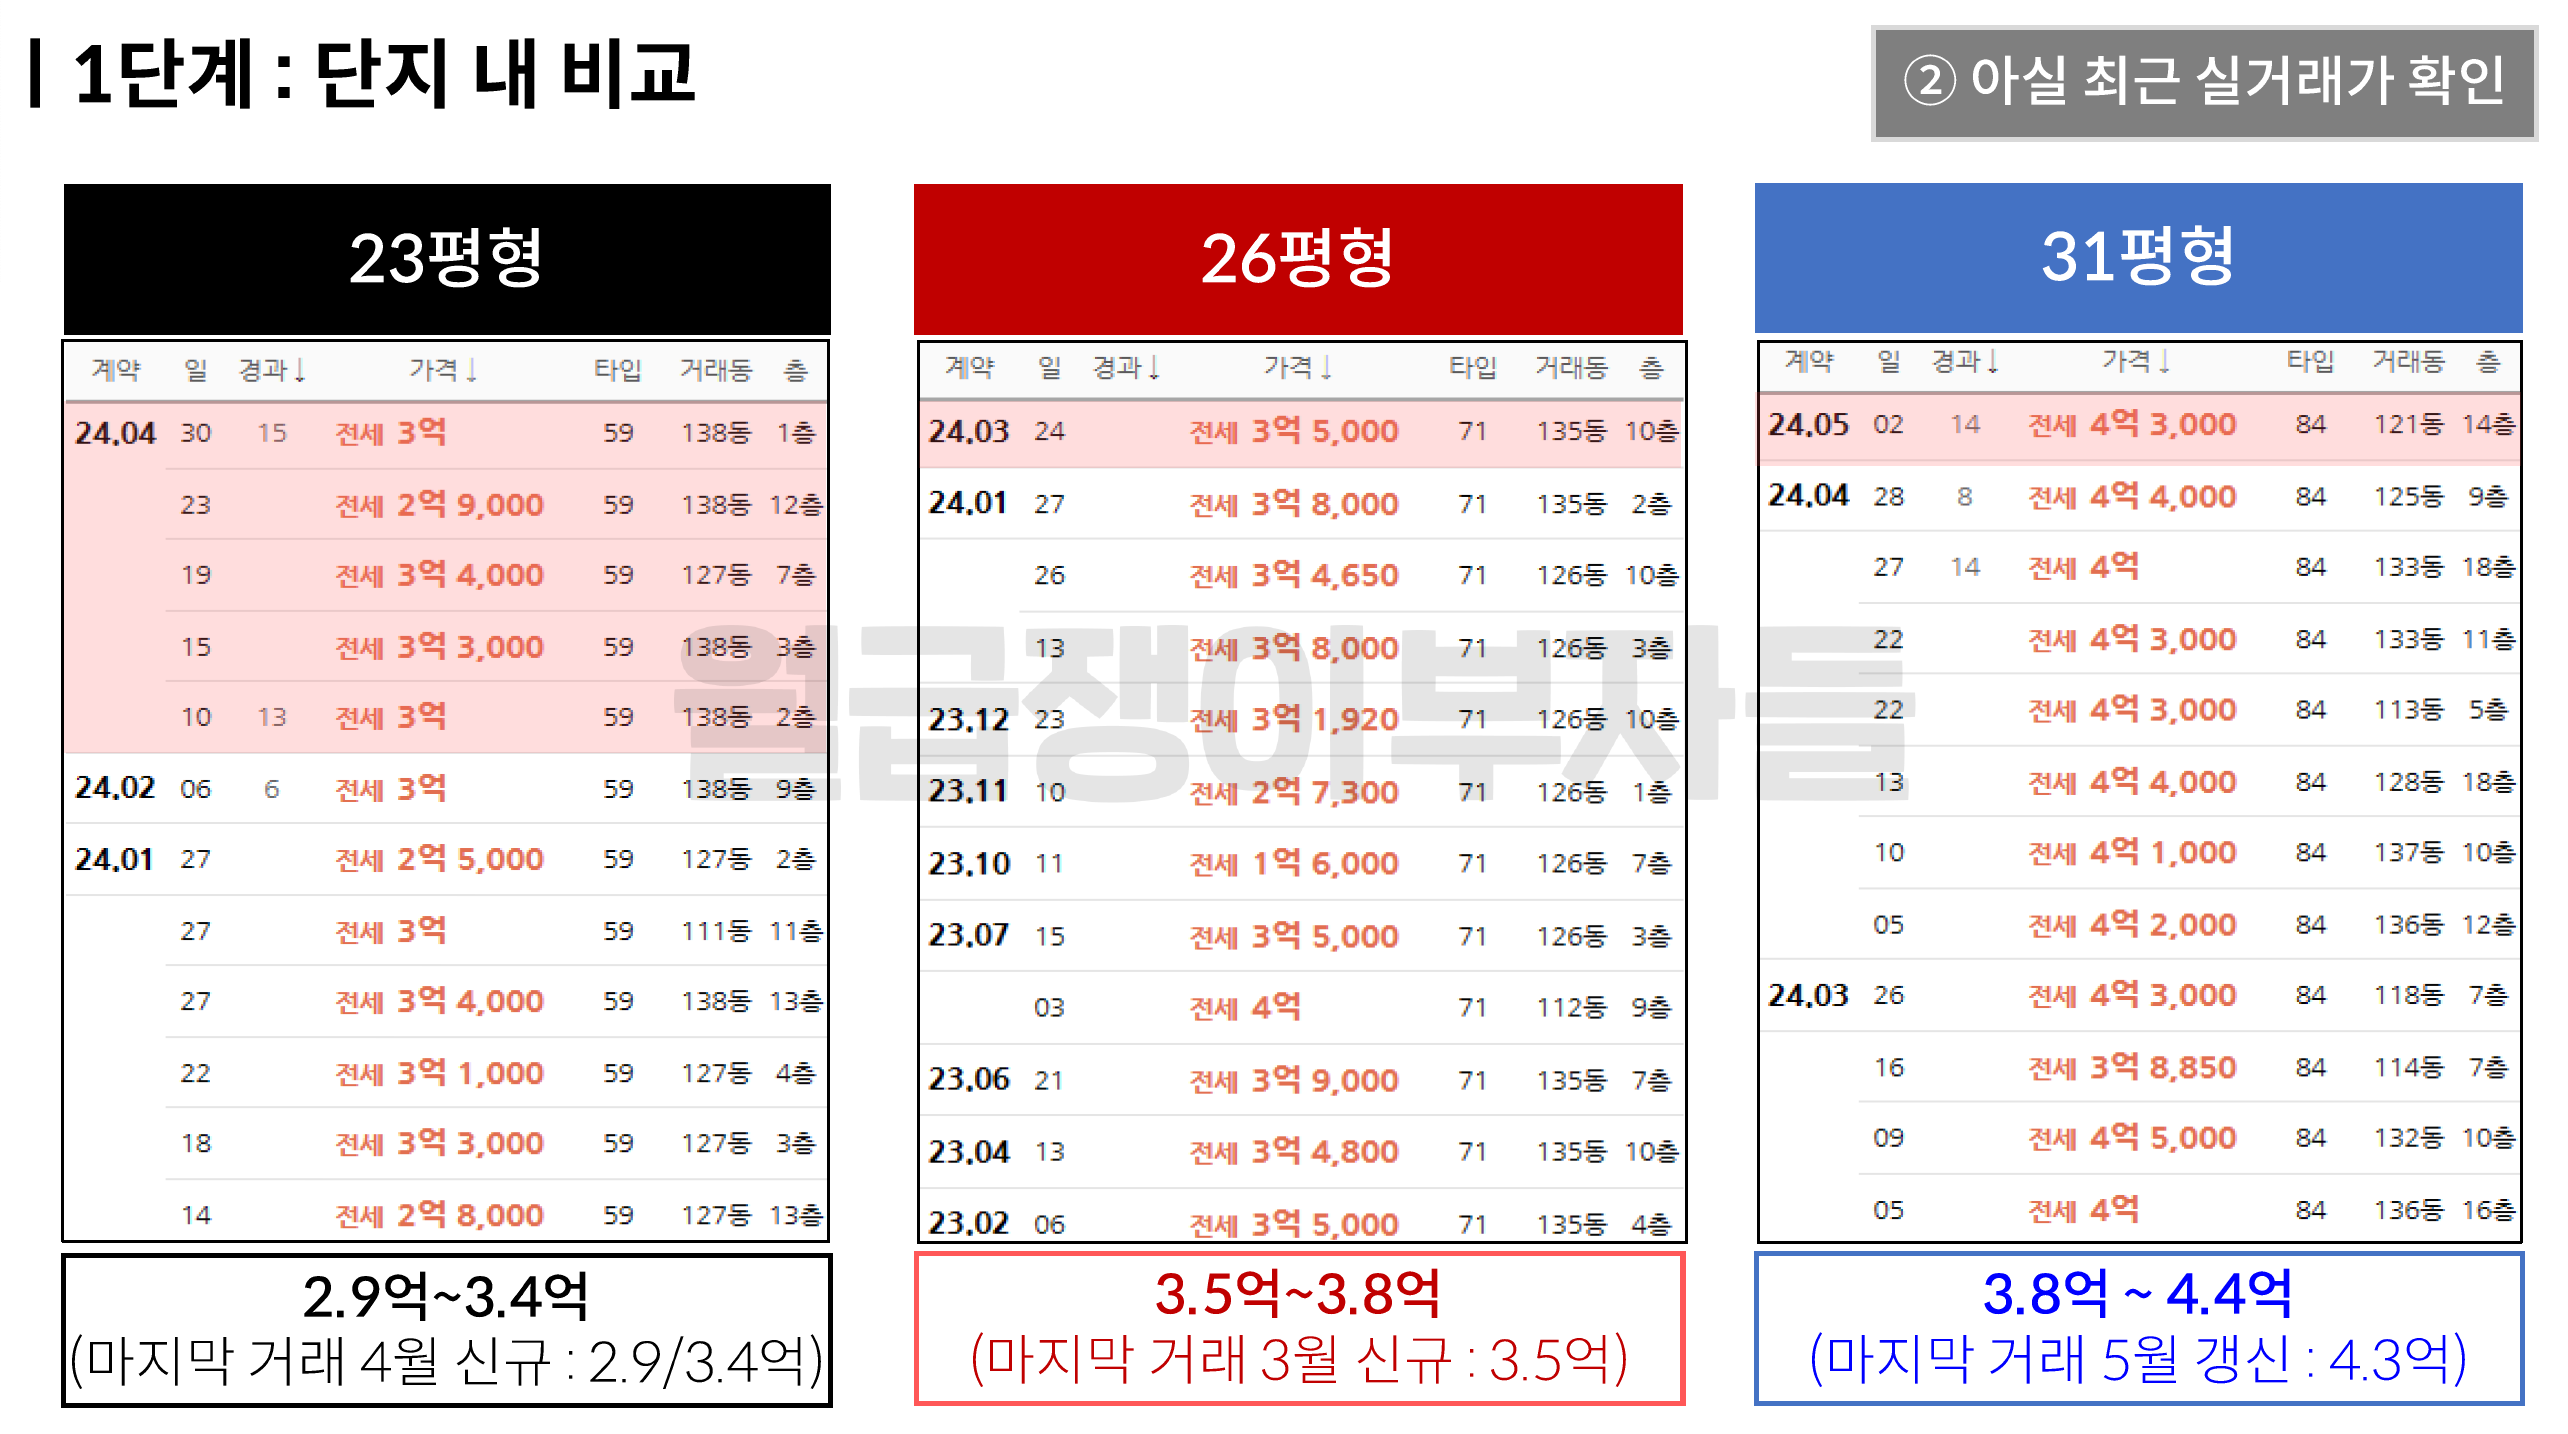 | 1단계 : 단지 내 비교
② 아실 최근 실거래가 확인
23평형
계약 일 경과↓ 가격↓ 타입 거래동 층
24.04 30 15 전세 3억 59 138동 1층
23 전세 2억 9,000 59 138동 12층
19 전세 3억 4,000 59 127동 7층
15 전세 3억 3,000 59 138동 3층
10 13 전세 3억 59 138동 2층
24.02 06 6 전세 3억 59 138동 9층
24.01 27 전세 2억 5,000 59 127동 2층
27 전세 3억 59 111동 11층
27 전세 3억 4,000 59 138동 13층
22 전세 3억 1,000 59 127동 4층
18 전세 3억 3,000 59 127동 3층
14 전세 2억 8,000 59 127동 13층
2.9억~3.4억
(마지막 거래 4월 신규 : 2.9/3.4억)
26평형
계약 일 경과↓ 가격↓ 타입 거래동 층
24.03 24 전세 3억 5,000 71 135동 10층
24.01 27 전세 3억 8,000 71 135동 2층
26 전세 3억 4,650 71 126동 10층
13 전세 3억 8,000 71 126동 3층
23.12 23 전세 3억 1,920 71 126동 10층
23.11 10 전세 2억 7,300 71 126동 1층
23.10 11 전세 1억 6,000 71 126동 7층
23.07 15 전세 3억 5,000 71 126동 3층
03 전세 4억 71 112동 9층
23.06 21 전세 3억 9,000 71 135동 7층
23.04 13 전세 3억 4,800 71 135동 10층
23.02 06 전세 3억 5,000 71 135동 4층
3.5억~3.8억
(마지막 거래 3월 신규 : 3.5억)
31평형
계약 일 경과↓ 가격↓ 타입 거래동 층
24.05 02 14 전세 4억 3,000 84 121동 14층
24.04 28 8 전세 4억 4,000 84 125동 9층
27 14 전세 4억 84 133동 18층
22 전세 4억 3,000 84 133동 11층
22 전세 4억 3,000 84 113동 5층
13 전세 4억 4,000 84 128동 18층
10 전세 4억 1,000 84 137동 10층
05 전세 4억 2,000 84 136동 12층
24.03 26 전세 4억 3,000 84 118동 7층
16 전세 3억 8,850 84 114동 7층
09 전세 4억 5,000 84 132동 10층
05 전세 4억 84 136동 16층
3.8억 ~ 4.4억
(마지막 거래 5월 갱신 : 4.3억)
월급쟁이부자들